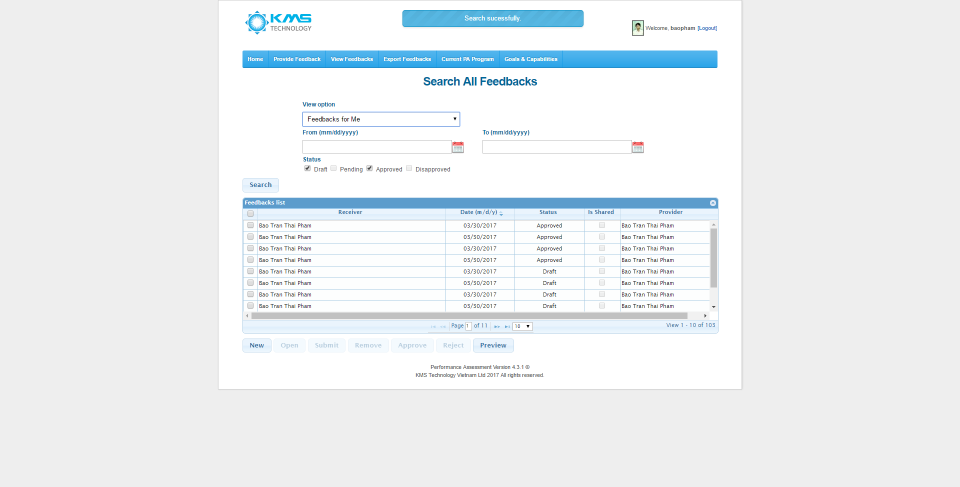 KMS
TECHNOLOGY
Search sucessfully.
Welcome, baopham [Logout]
Home Provide Feedback View Feedbacks Export Feedbacks Current PA Program Goals & Capabilities
Search All Feedbacks
View option
Feedbacks for Me
From (mm/dd/yyyy) To (mm/dd/yyyy)
Status
Draft Pending Approved Disapproved
Search
Feedbacks list
Receiver Date (m/d/y) Status Is Shared Provider
Bao Tran Thai Pham 03/30/2017 Approved Bao Tran Thai Pham
Bao Tran Thai Pham 03/30/2017 Approved Bao Tran Thai Pham
Bao Tran Thai Pham 03/30/2017 Approved Bao Tran Thai Pham
Bao Tran Thai Pham 03/30/2017 Approved Bao Tran Thai Pham
Bao Tran Thai Pham 03/30/2017 Draft Bao Tran Thai Pham
Bao Tran Thai Pham 03/30/2017 Draft Bao Tran Thai Pham
Bao Tran Thai Pham 03/30/2017 Draft Bao Tran Thai Pham
Bao Tran Thai Pham 03/30/2017 Draft Bao Tran Thai Pham
Page 1 of 11 10 View 1 - 10 of 103
New Open Submit Remove Approve Reject Preview
Performance Assessment Version 4.3.1 ®
KMS Technology Vietnam Ltd 2017 All rights reserved.